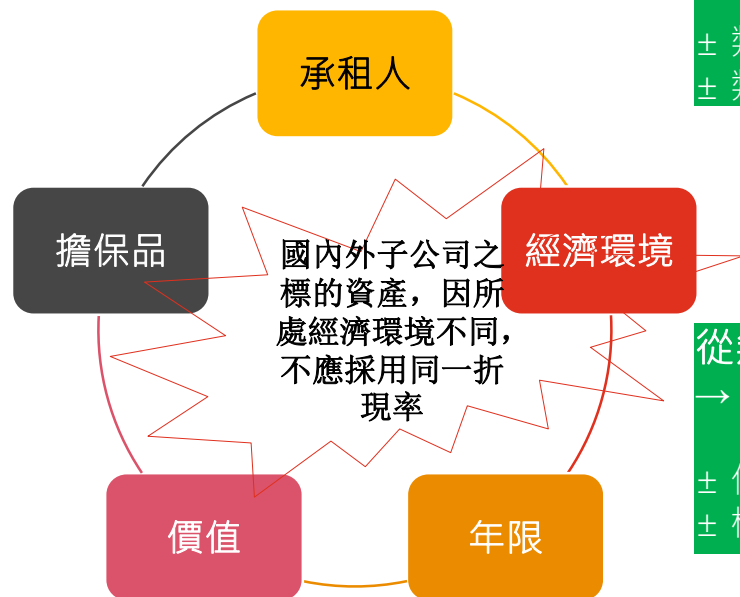 承租人
擔保品
經濟環境
國內外子公司之
標的資產，因所
處經濟環境不同，
不應採用同一折
現率
價值
年限
±
±
從
→
±
±